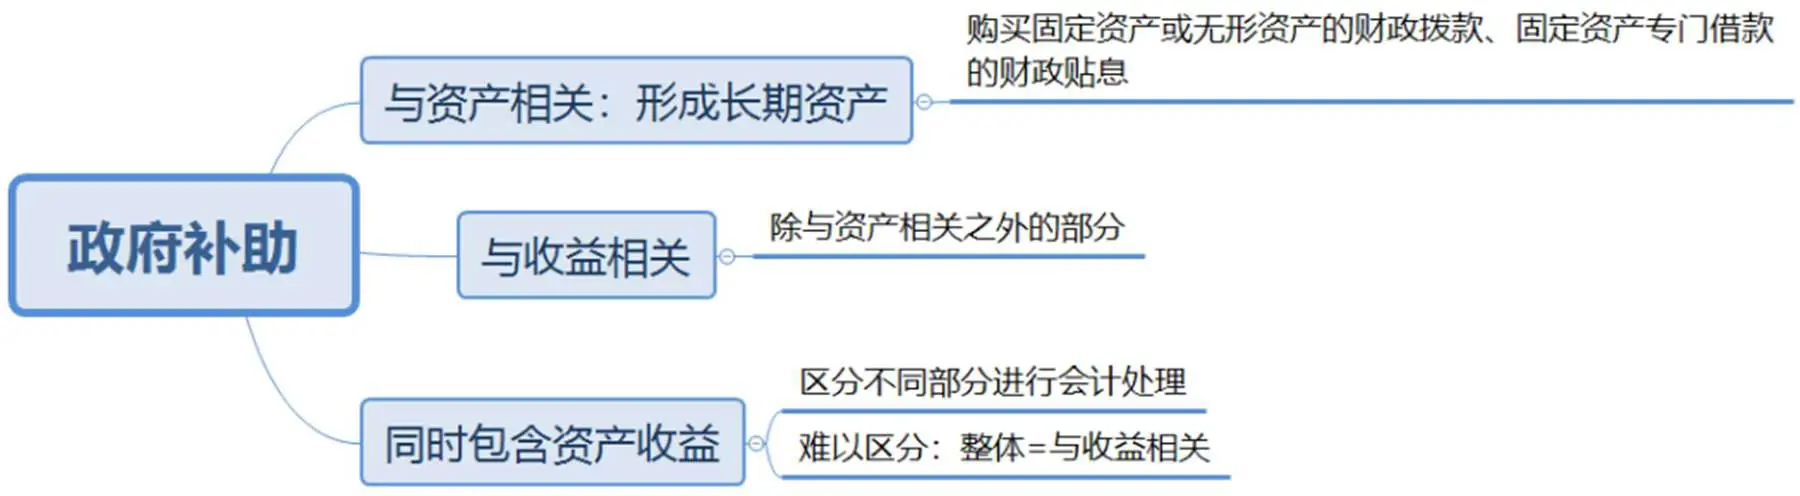 购买固定资产或无形资产的财政拨款、固定资产专门借款
的财政贴息
与资产相关：形成长期资产
政府补助
与收益相关
除与资产相关之外的部分
同时包含资产收益
区分不同部分进行会计处理
难以区分：整体=与收益相关